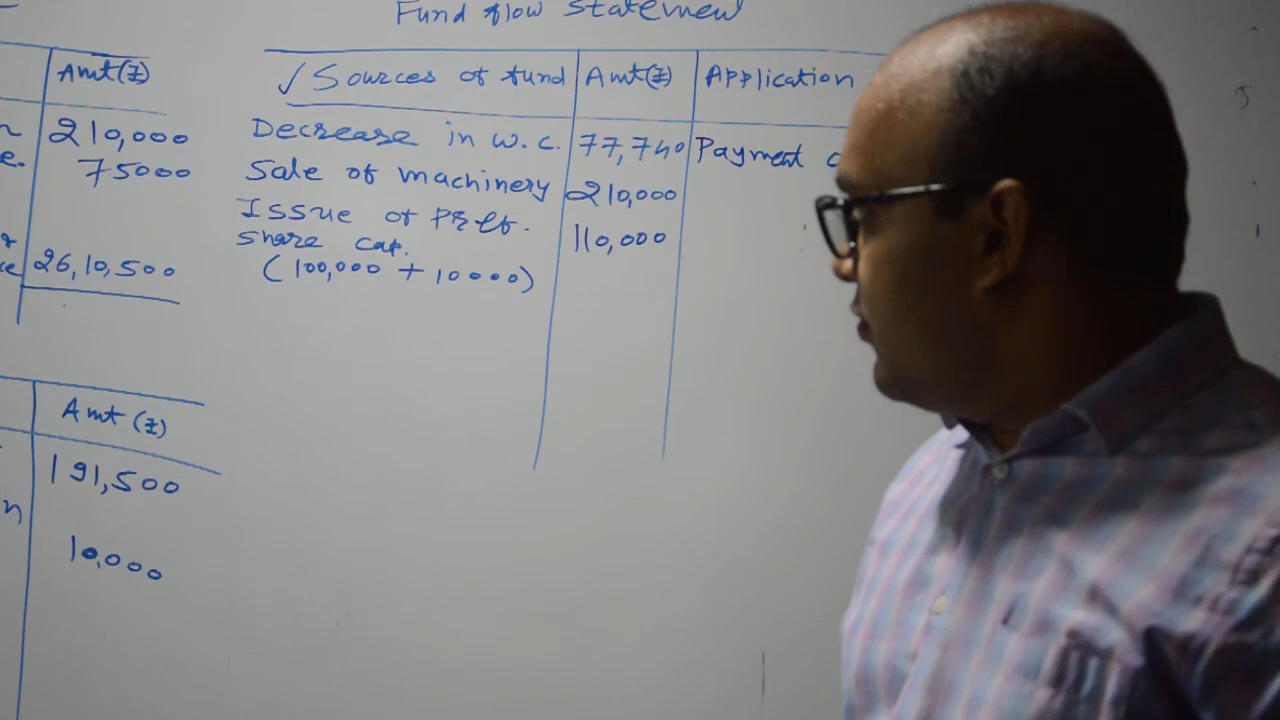 Fund flow statement
Amt(₹)
210,000
75000
26,10,500
Amt (₹)
191,500
10,000
✓ Sources of fund Amt(₹) Application
Decrease in W.C. 77,740 Payment
Sale of machinery 210,000
Issue of Pref.
Share cap. 110,000
(100,000 + 10000)